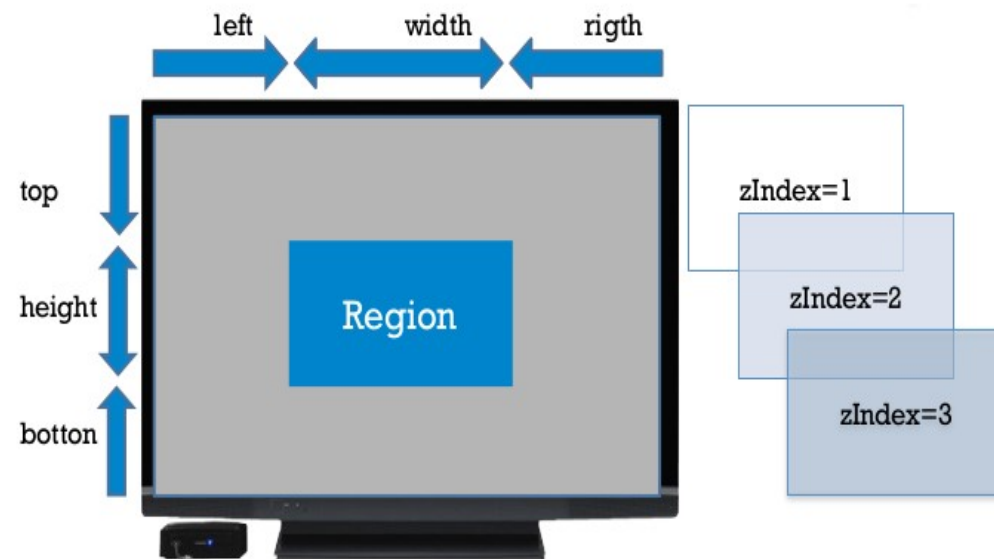 left width rigth
top
zIndex=1
height
Region
zIndex=2
botton
zIndex=3